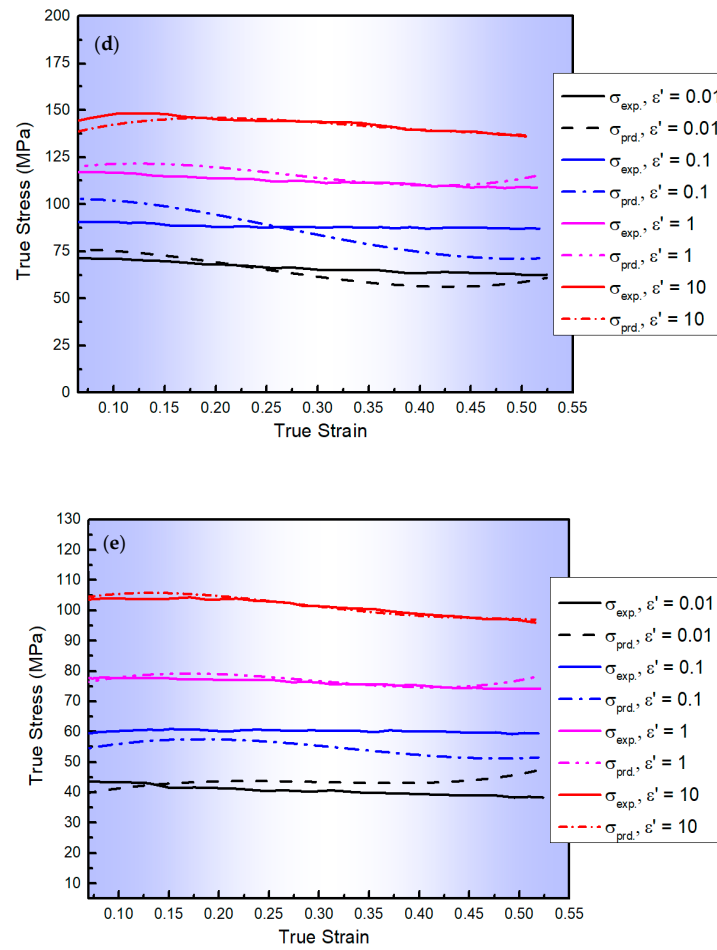 (d)
200
175
150
125
100
75
50
25
0
True Stress (MPa)
0.10 0.15 0.20 0.25 0.30 0.35 0.40 0.45 0.50 0.55
True Strain
σexp., ε' = 0.01
σprd., ε' = 0.01
σexp., ε' = 0.1
σprd., ε' = 0.1
σexp., ε' = 1
σprd., ε' = 1
σexp., ε' = 10
σprd., ε' = 10
(e)
130
120
110
100
90
80
70
60
50
40
30
20
10
True Stress (MPa)
0.10 0.15 0.20 0.25 0.30 0.35 0.40 0.45 0.50 0.55
True Strain
σexp., ε' = 0.01
σprd., ε' = 0.01
σexp., ε' = 0.1
σprd., ε' = 0.1
σexp., ε' = 1
σprd., ε' = 1
σexp., ε' = 10
σprd., ε' = 10